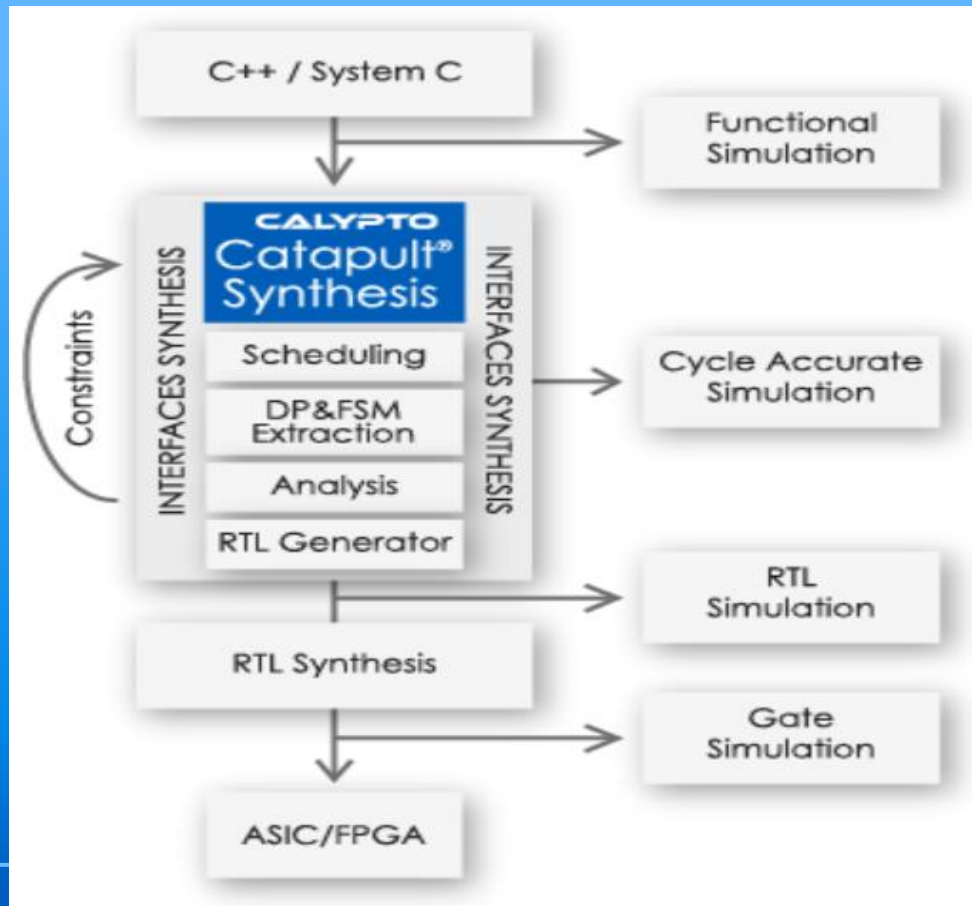 C++ / System C
Functional
Simulation
CALYPTO
Catapult®
Synthesis
Constraints
INTERFACES SYNTHESIS
INTERFACES SYNTHESIS
Scheduling
DP&FSM
Extraction
Analysis
RTL Generator
Cycle Accurate
Simulation
RTL
Simulation
RTL Synthesis
Gate
Simulation
ASIC/FPGA